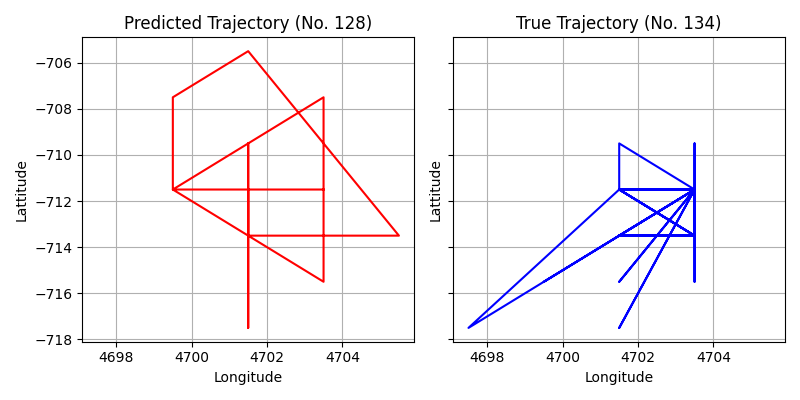 Predicted Trajectory (No. 128)
True Trajectory (No. 134)
−706
−708
−710
−712
−714
−716
−718
Lattitude
Lattitude
4698 4700 4702 4704
4698 4700 4702 4704
Longitude
Longitude